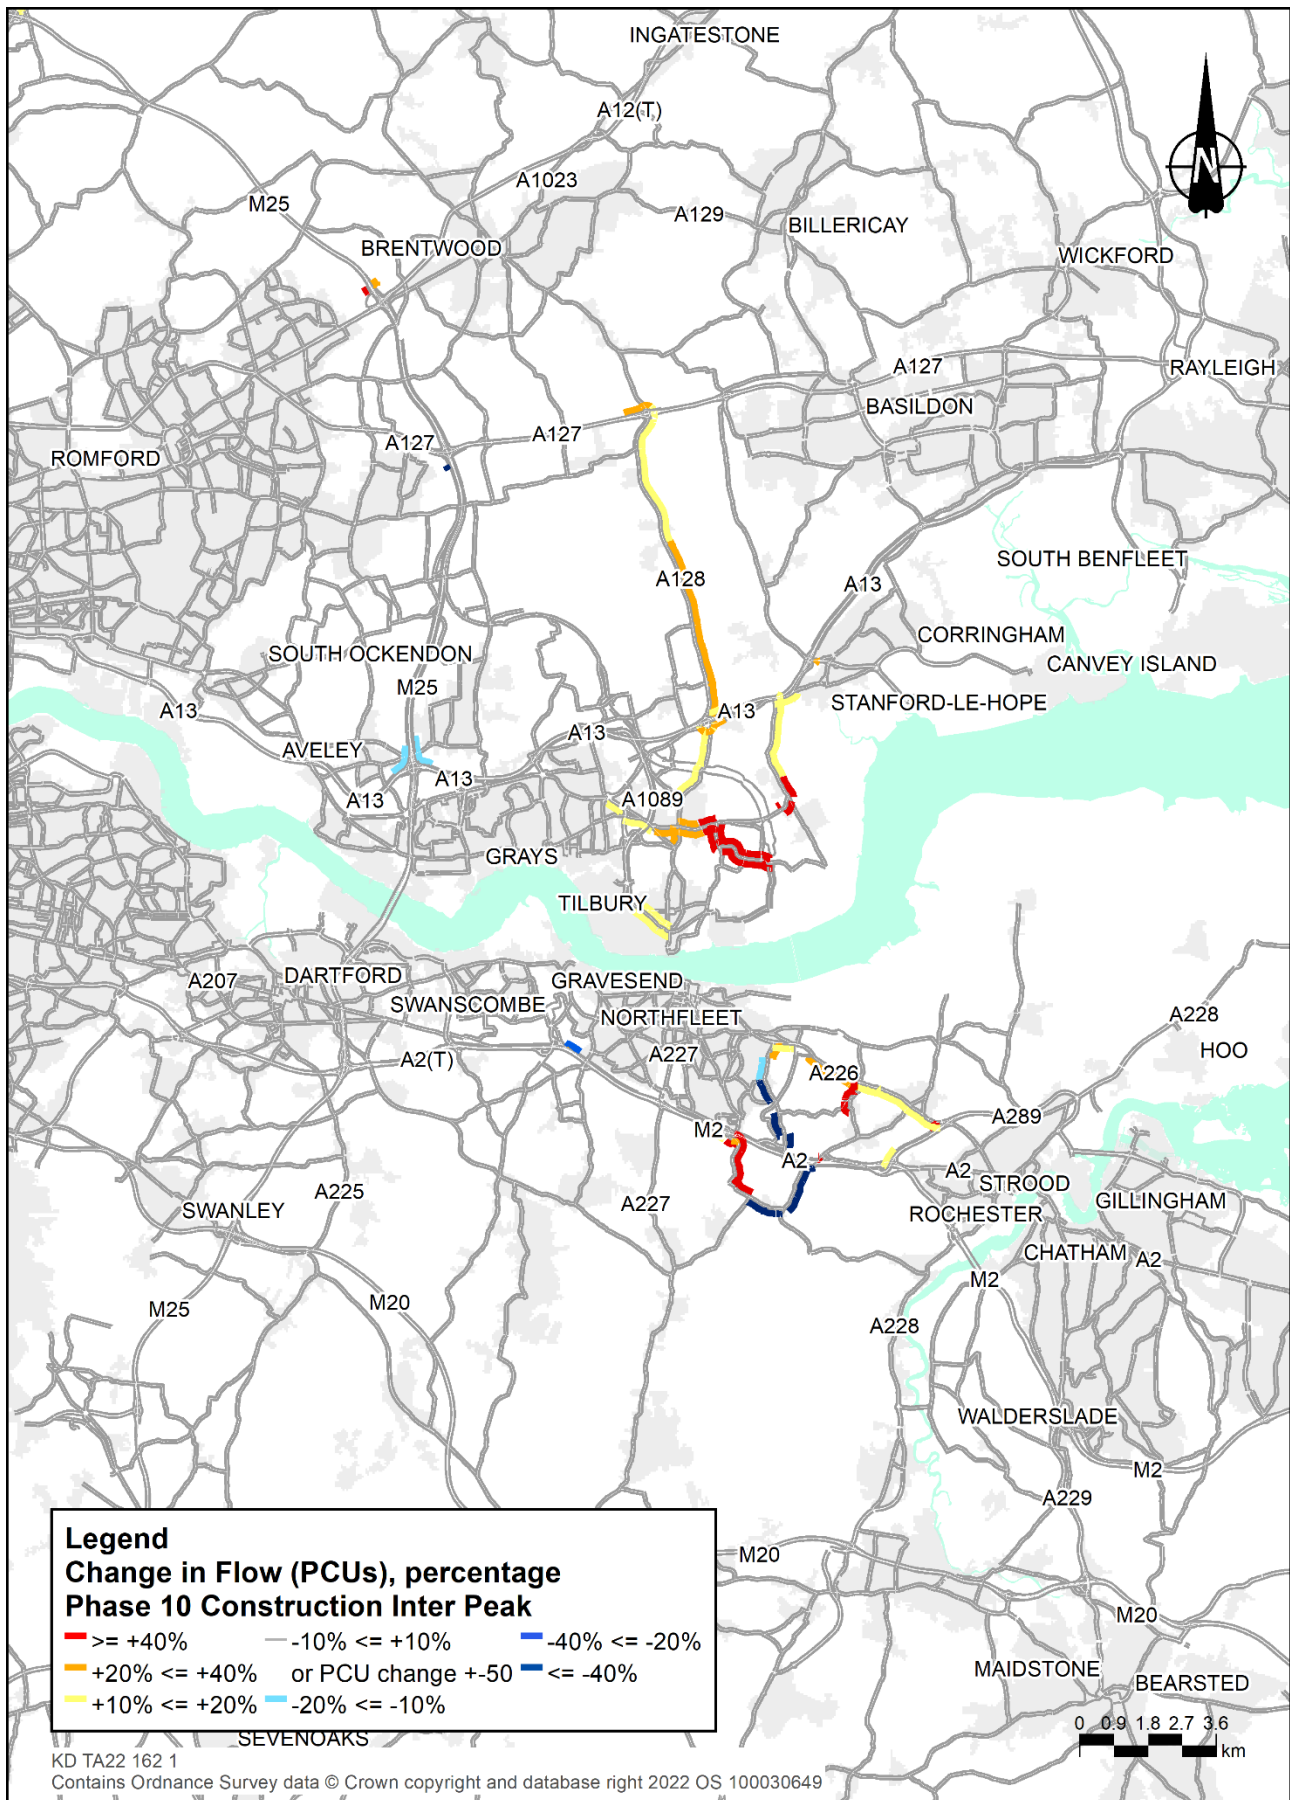 INGATESTONE
A12(T)
N
A1023
M25
A129
BILLERICAY
BRENTWOOD
WICKFORD
A127
RAYLEIGH
BASILDON
A127
A127
ROMFORD
SOUTH BENFLEET
A128
A13
CORRINGHAM
SOUTH OCKENDON
CANVEY ISLAND
M25
STANFORD-LE-HOPE
A13
A13
A13
AVELEY
A13
A13
A1089
GRAYS
TILBURY
DARTFORD
A207
GRAVESEND
SWANSCOMBE
NORTHFLEET
A228
HOO
A227
A2(T)
A226
A289
M2
A2
A2
STROOD
A225
GILLINGHAM
A227
SWANLEY
ROCHESTER
CHATHAM
A2
M2
M25
M20
A228
WALDERSLADE
M2
A229
M20
M20
MAIDSTONE
BEARSTED
Legend
Change in Flow (PCUs), percentage
Phase 10 Construction Inter Peak
>= +40%
-10% <= +10%
-40% <= -20%
+20% <= +40%
or PCU change +-50
<= -40%
+10% <= +20%
-20% <= -10%
SEVENOAKS
0 0.9 1.8 2.7 3.6
km
KD TA22 162 1
Contains Ordnance Survey data © Crown copyright and database right 2022 OS 100030649